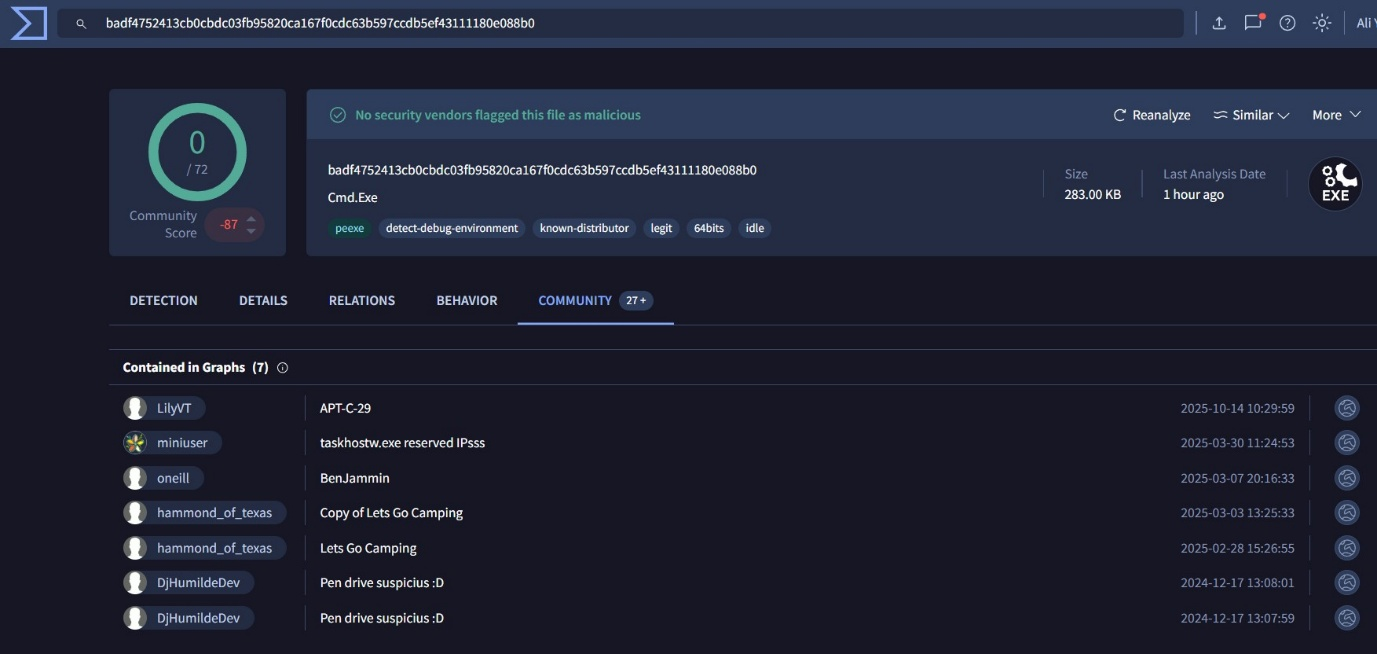 badf4752413cb0cbdc03fb95820ca167f0cdc63b597ccdb5ef43111180e088b0
Ali
0
/ 72
Community
Score
-87
No security vendors flagged this file as malicious
Reanalyze
Similar
More
badf4752413cb0cbdc03fb95820ca167f0cdc63b597ccdb5ef43111180e088b0
Cmd.Exe
peexe
detect-debug-environment
known-distributor
legit
64bits
idle
Size
283.00 KB
Last Analysis Date
1 hour ago
EXE
DETECTION
DETAILS
RELATIONS
BEHAVIOR
COMMUNITY 27+
Contained in Graphs (7)
LilyVT APT-C-29 2025-10-14 10:29:59
miniuser taskhostw.exe reserved IPsss 2025-03-30 11:24:53
oneill BenJammin 2025-03-07 20:16:33
hammond_of_texas Copy of Lets Go Camping 2025-03-03 13:25:33
hammond_of_texas Lets Go Camping 2025-02-28 15:26:55
DjHumildeDev Pen drive suspicius :D 2024-12-17 13:08:01
DjHumildeDev Pen drive suspicius :D 2024-12-17 13:07:59